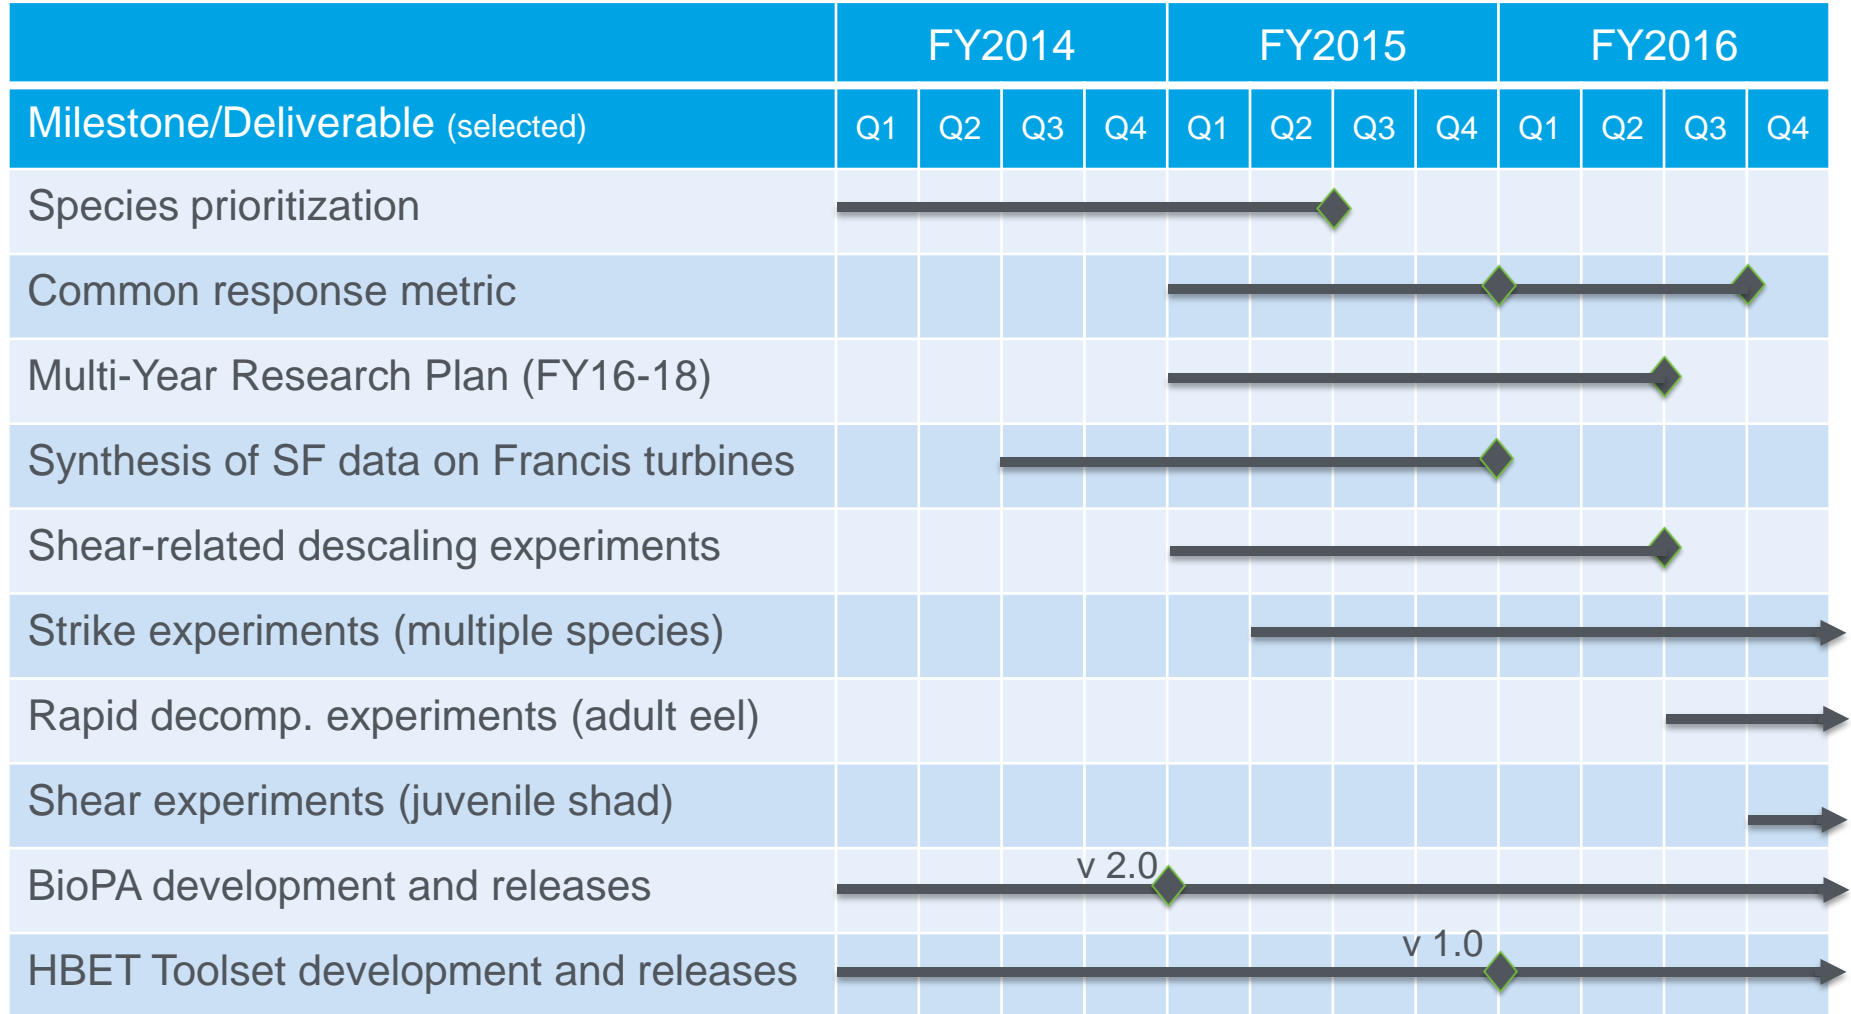 FY2014 FY2015 FY2016
Milestone/Deliverable (selected) Q1 Q2 Q3 Q4 Q1 Q2 Q3 Q4 Q1 Q2 Q3 Q4
Species prioritization
Common response metric
Multi-Year Research Plan (FY16-18)
Synthesis of SF data on Francis turbines
Shear-related descaling experiments
Strike experiments (multiple species)
Rapid decomp. experiments (adult eel)
Shear experiments (juvenile shad)
BioPA development and releases v 2.0
HBET Toolset development and releases v 1.0